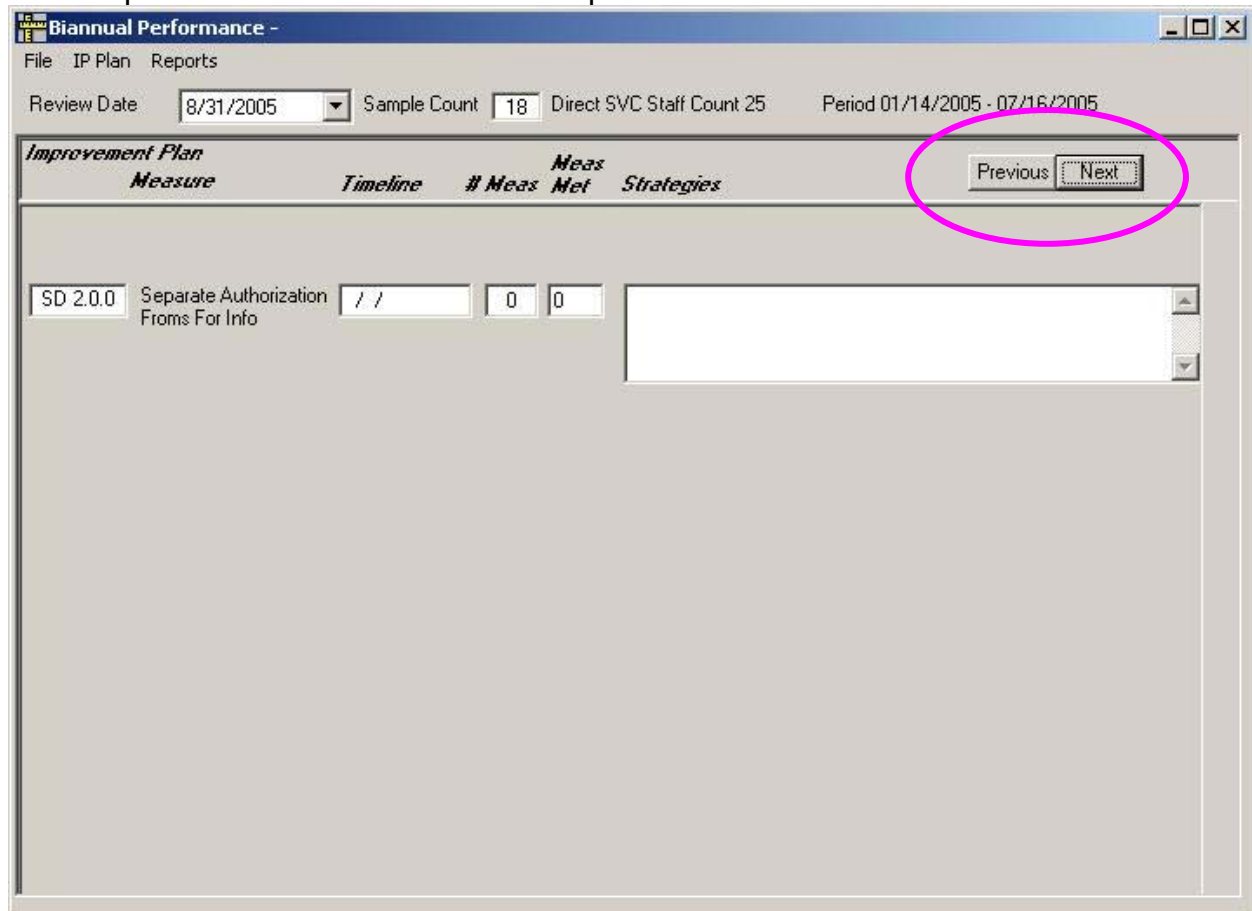 Biannual Performance -
File IP Plan Reports
Review Date 8/31/2005 Sample Count 18 Direct SVC Staff Count 25 Period 01/14/2005 - 07/16/2005
Improvement Plan
Measure Timeline # Meas Meas Met Strategies Previous Next
SD 2.0.0 Separate Authorization / / 0 0
Froms For Info